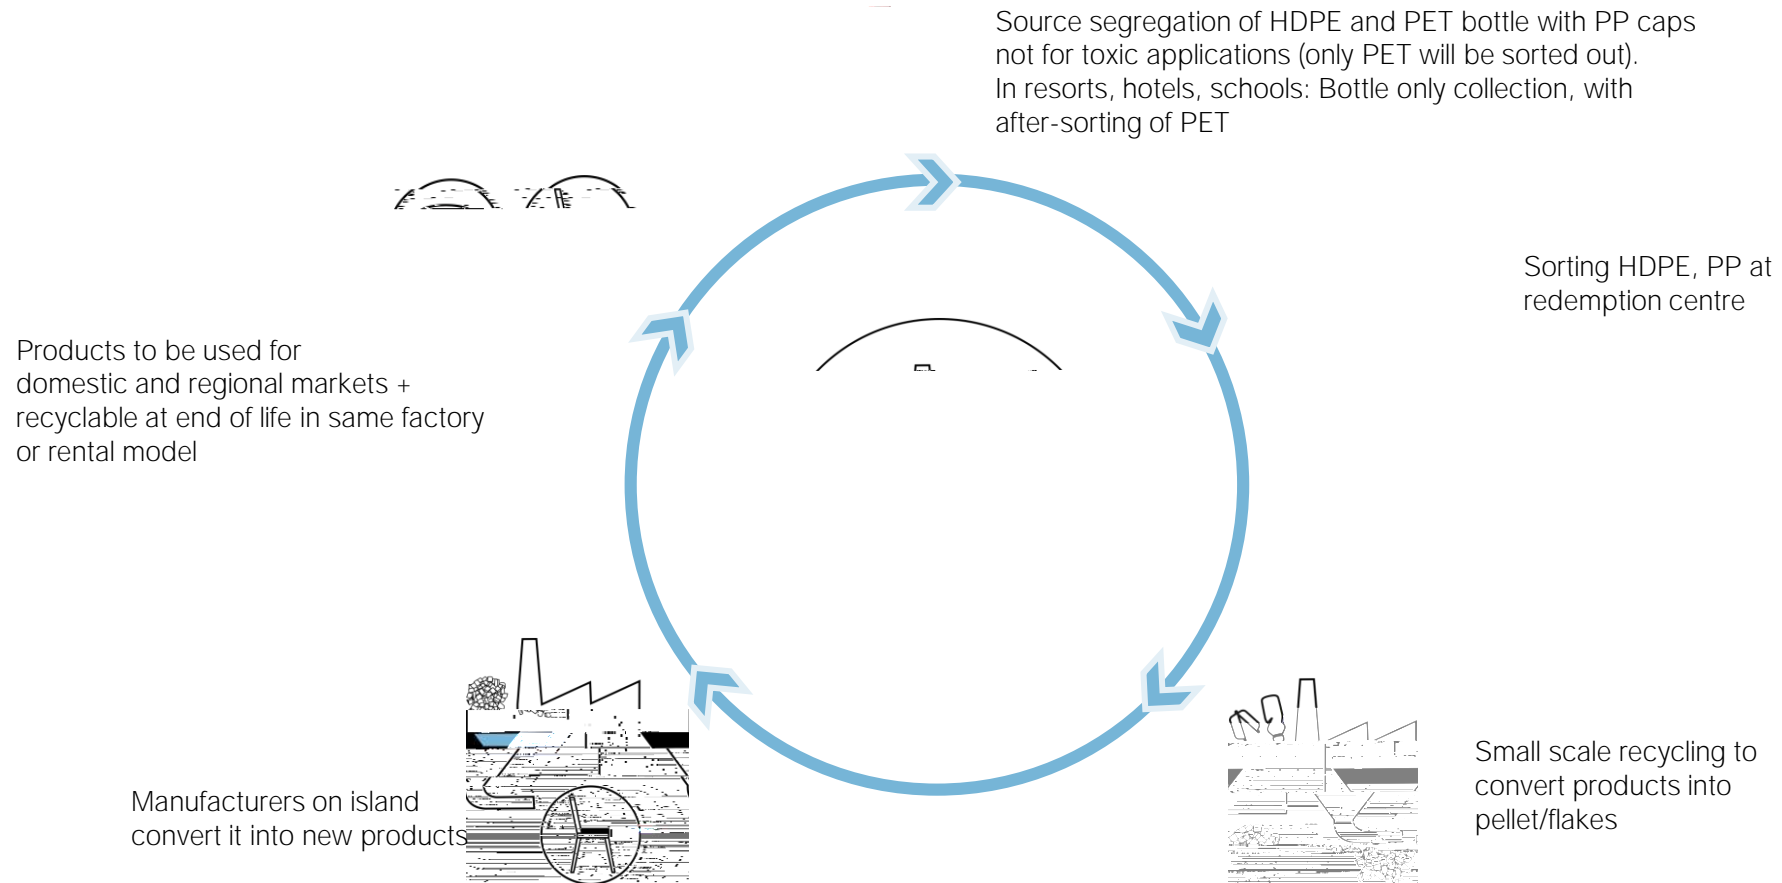 Source segregation of HDPE and PET bottle with PP caps
not for toxic applications (only PET will be sorted out).
In resorts, hotels, schools: Bottle only collection, with
after-sorting of PET
Sorting HDPE, PP at
redemption centre
Small scale recycling to
convert products into
pellet/flakes
Manufacturers on island
convert it into new products
Products to be used for
domestic and regional markets +
recyclable at end of life in same factory
or rental model